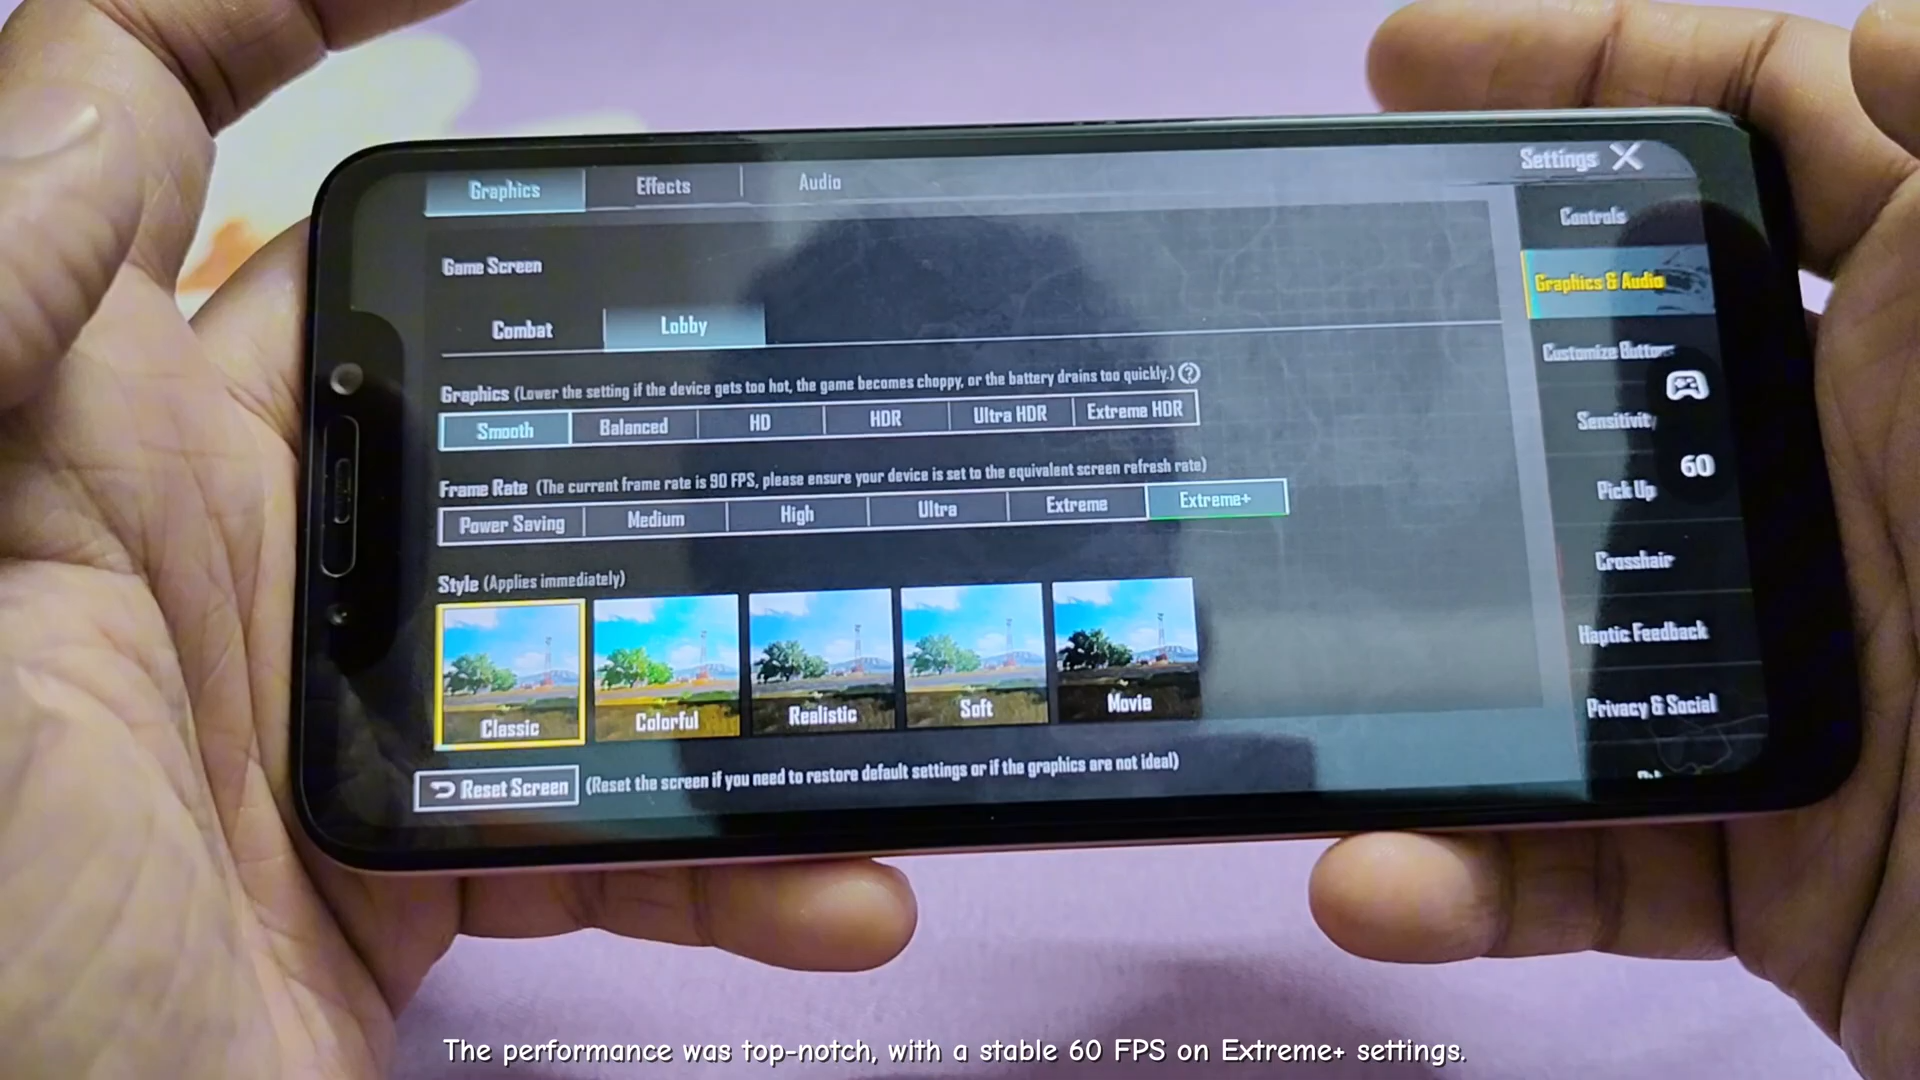 Settings
Graphics Effects Audio
Controls
Game Screen
Graphics & Audio
Combat Lobby
Customize Buttons
Graphics (Lower the setting if the device gets too hot, the game becomes choppy, or the battery drains too quickly.) ?
Smooth Balanced HD HDR Ultra HDR Extreme HDR
Sensitivity
60
Frame Rate (The current frame rate is 90 FPS, please ensure your device is set to the equivalent screen refresh rate)
Power Saving Medium High Ultra Extreme Extreme+
Pick Up
Crosshair
Style (Applies immediately)
Haptic Feedback
Classic Colorful Realistic Soft Movie
Privacy & Social
Reset Screen (Reset the screen if you need to restore default settings or if the graphics are not ideal)
The performance was top-notch, with a stable 60 FPS on Extreme+ settings.